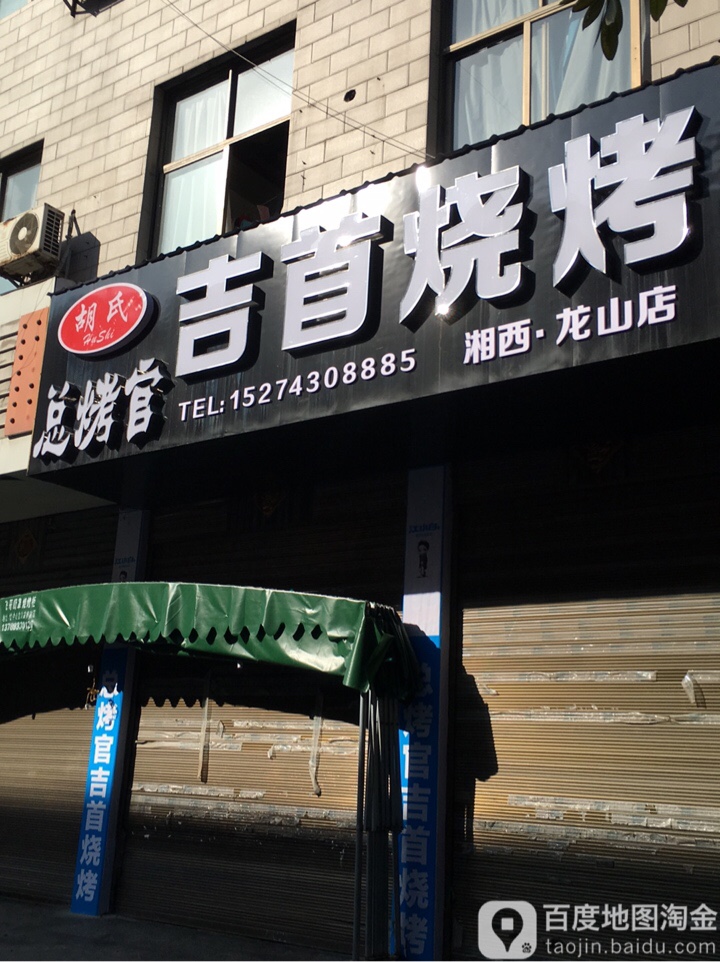 胡氏
HuShi
吉首烧烤
总烤官
TEL:15274308885
湘西·龙山店
总烤官吉首烧烤
总烤官吉首烧烤
百度地图淘金
taojin.baidu.com